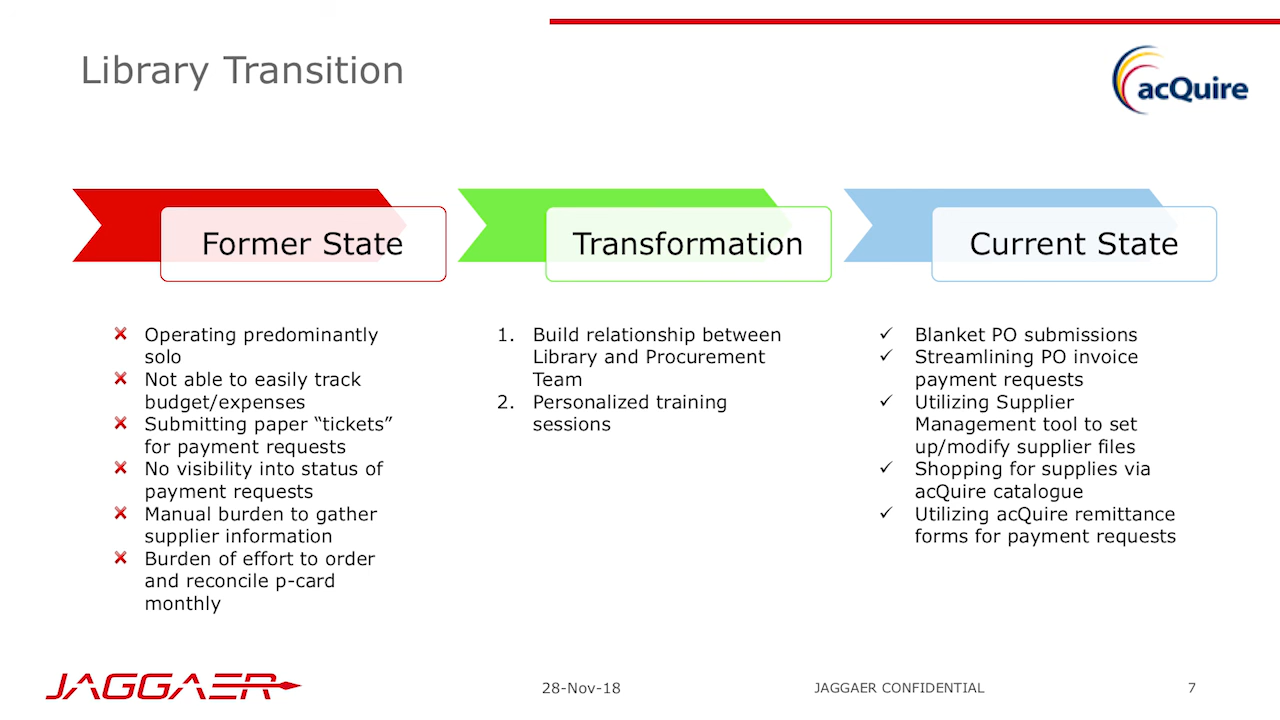 Library Transition
acQuire
Former State
Transformation
Current State
Operating predominantly
solo
Not able to easily track
budget/expenses
Submitting paper “tickets”
for payment requests
No visibility into status of
payment requests
Manual burden to gather
supplier information
Burden of effort to order
and reconcile p-card
monthly
1. Build relationship between
Library and Procurement
Team
2. Personalized training
sessions
✓ Blanket PO submissions
✓ Streamlining PO invoice
payment requests
✓ Utilizing Supplier
Management tool to set
up/modify supplier files
✓ Shopping for supplies via
acQuire catalogue
✓ Utilizing acQuire remittance
forms for payment requests
JAGGAER
28-Nov-18
JAGGAER CONFIDENTIAL
7